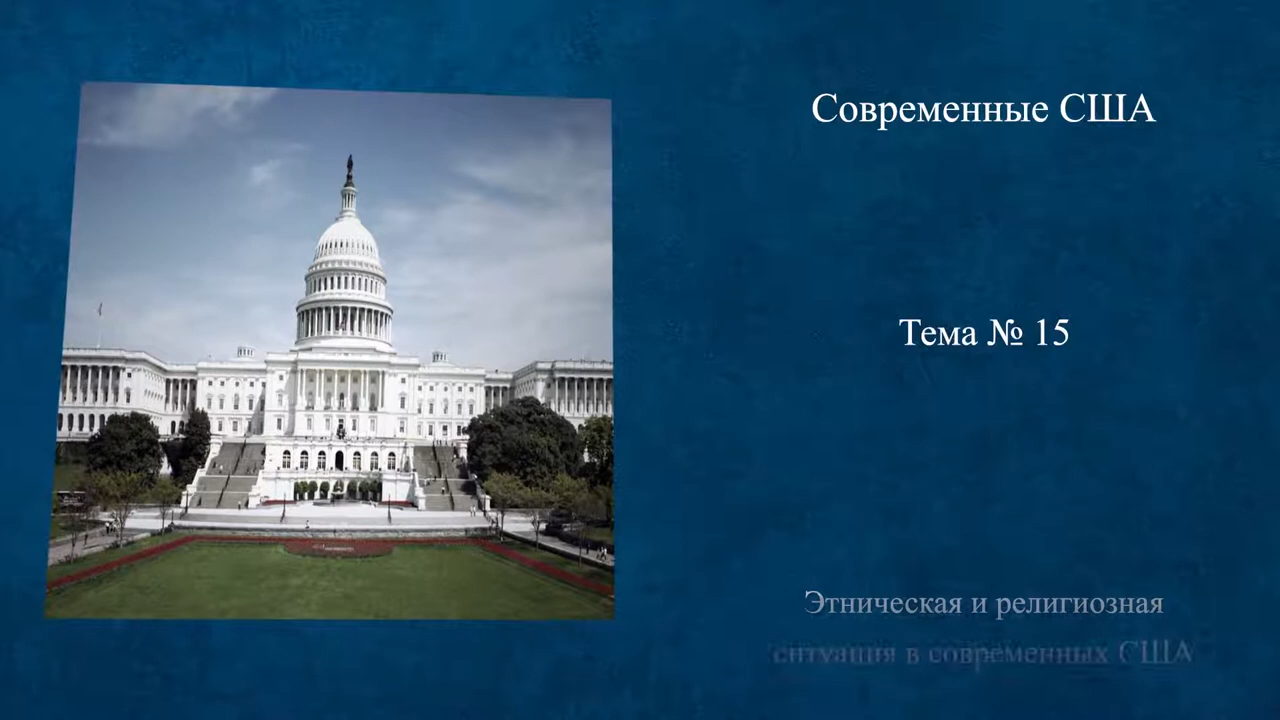 Современные США
Тема № 15
Этническая и религиозная
ситуация в современных США